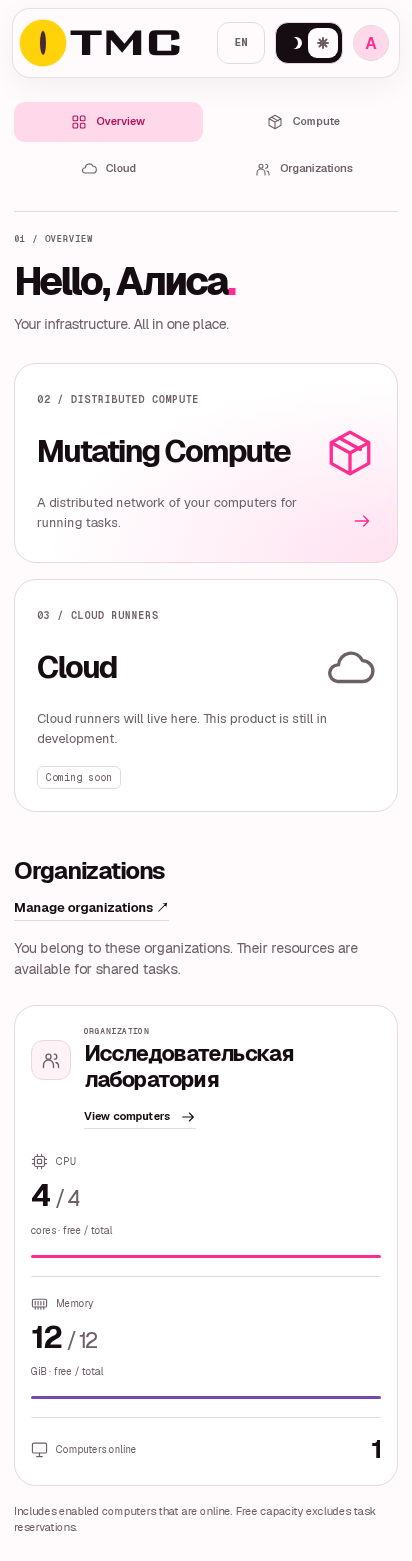 TMC
EN
A
Overview
Compute
Cloud
Organizations
01 / OVERVIEW
Hello, Алиса.
Your infrastructure. All in one place.
02 / DISTRIBUTED COMPUTE
Mutating Compute
A distributed network of your computers for
running tasks.
03 / CLOUD RUNNERS
Cloud
Cloud runners will live here. This product is still in
development.
Coming soon
Organizations
Manage organizations ↗
You belong to these organizations. Their resources are
available for shared tasks.
ORGANIZATION
Исследовательская
лаборатория
View computers →
CPU
4 / 4
cores · free / total
Memory
12 / 12
GiB · free / total
Computers online
1
Includes enabled computers that are online. Free capacity excludes task
reservations.